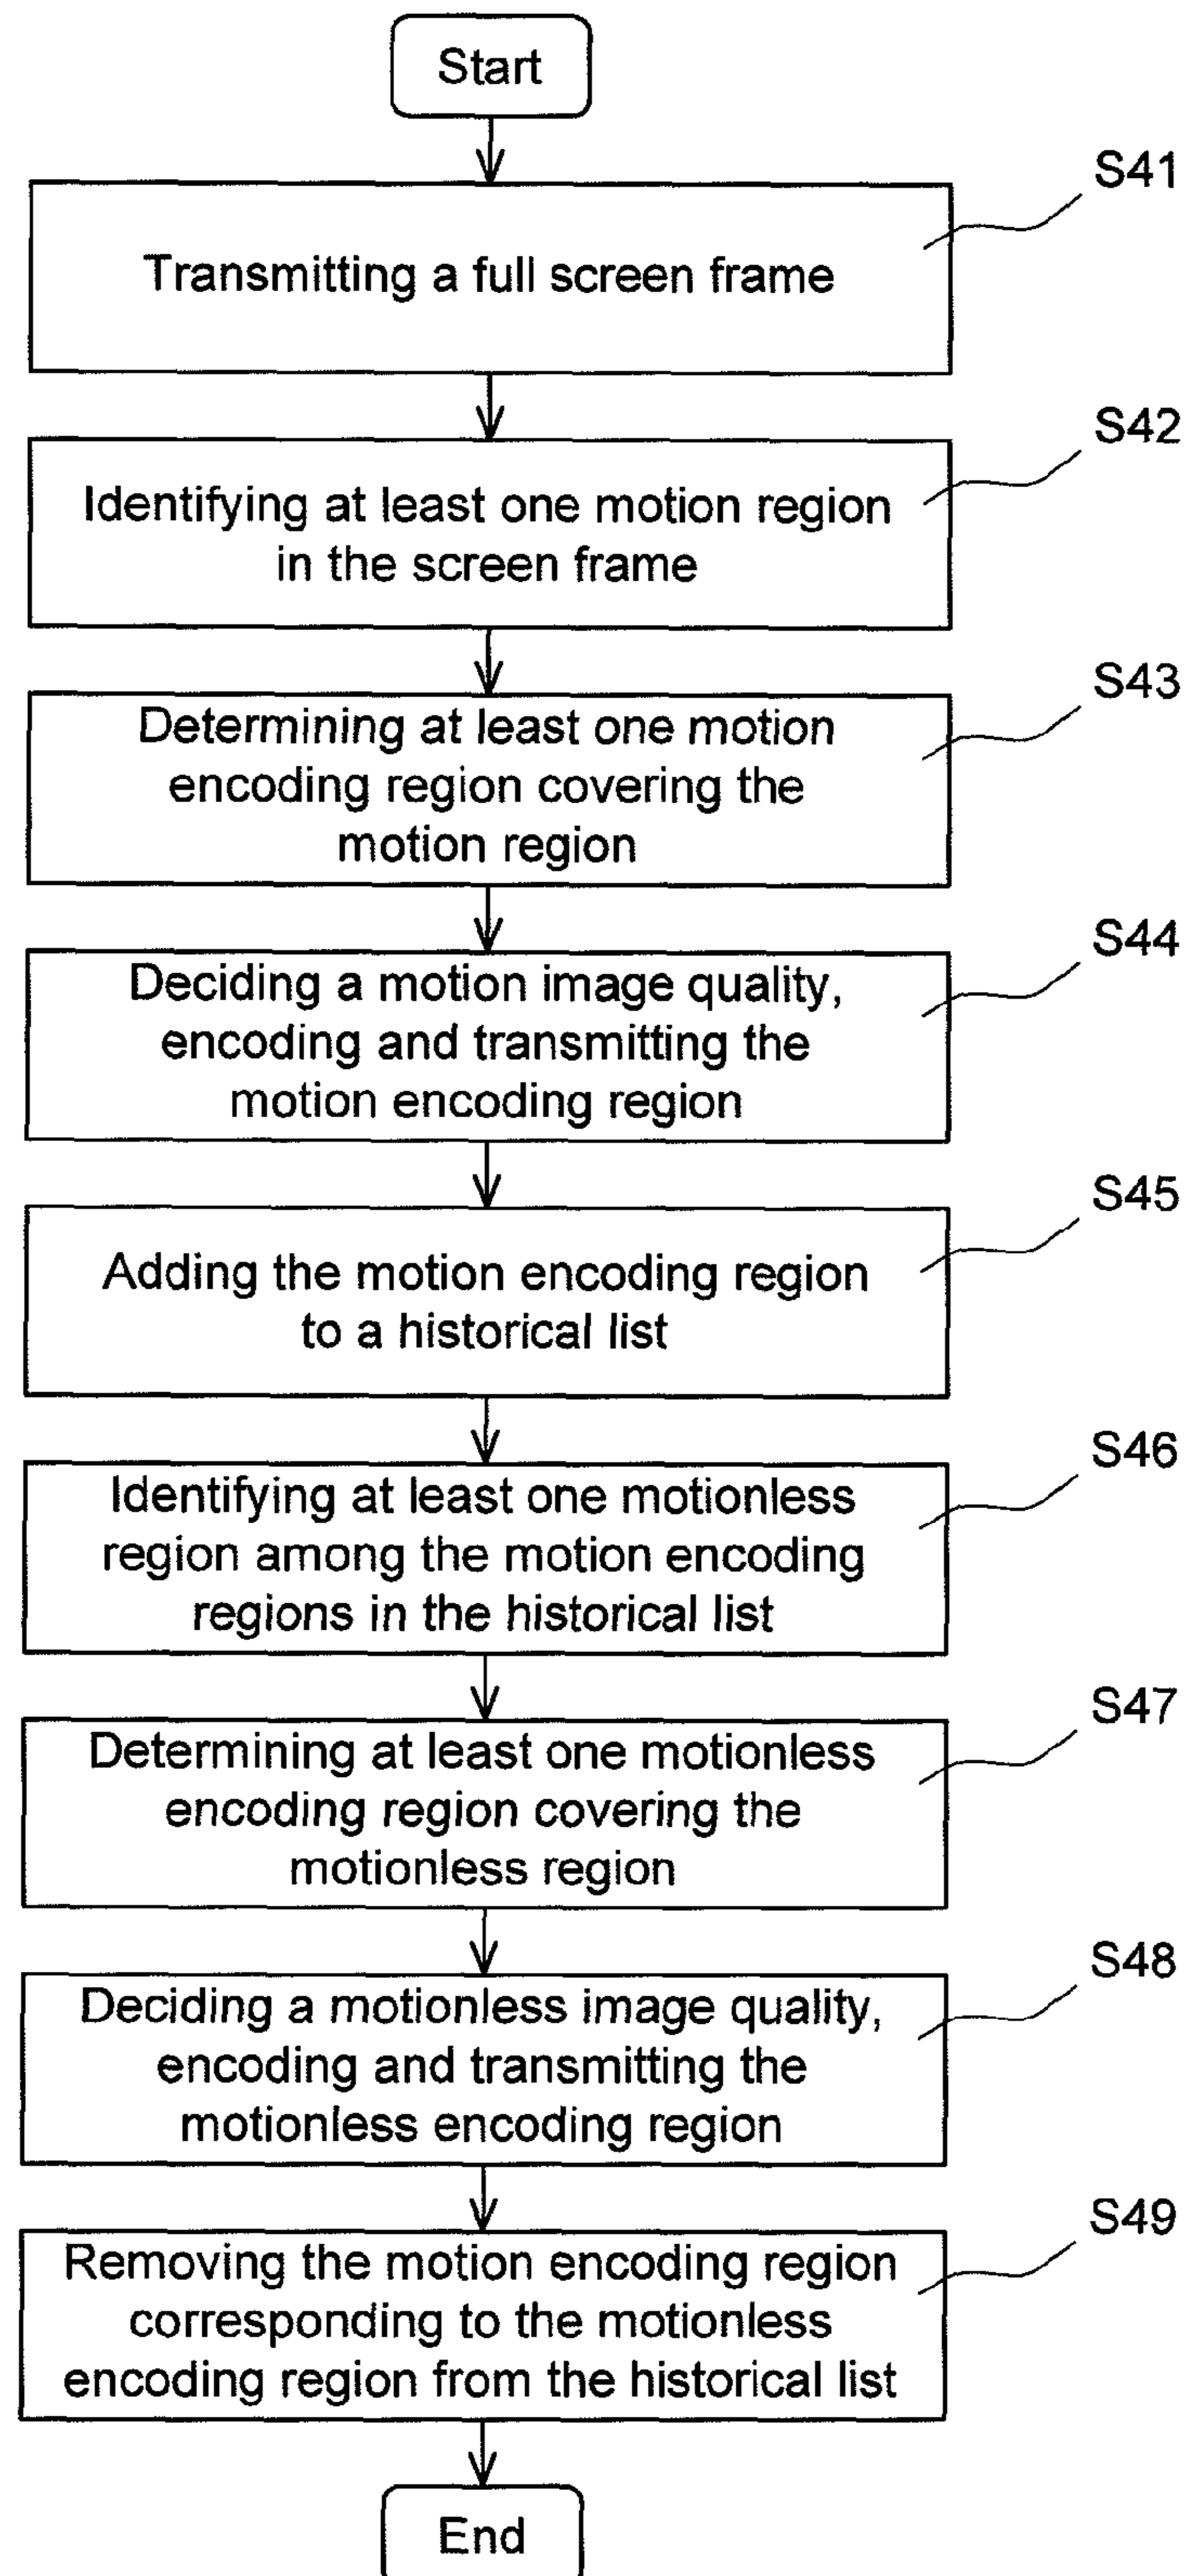 Start
S41
Transmitting a full screen frame
S42
Identifying at least one motion region
in the screen frame
S43
Determining at least one motion
encoding region covering the
motion region
S44
Deciding a motion image quality,
encoding and transmitting the
motion encoding region
S45
Adding the motion encoding region
to a historical list
S46
Identifying at least one motionless
region among the motion encoding
regions in the historical list
S47
Determining at least one motionless
encoding region covering the
motionless region
S48
Deciding a motionless image quality,
encoding and transmitting the
motionless encoding region
S49
Removing the motion encoding region
corresponding to the motionless
encoding region from the historical list
End